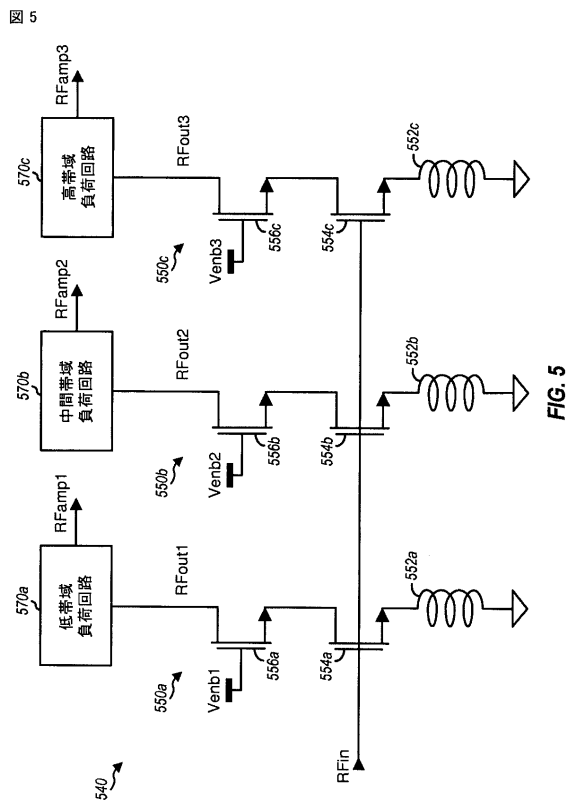 図 5
540
RFin
570a
低帯域
負荷回路
RFamp1
RFout1
550a
Venb1
556a
554a
552a
570b
中間帯域
負荷回路
RFamp2
RFout2
550b
Venb2
556b
554b
552b
570c
高帯域
負荷回路
RFamp3
RFout3
550c
Venb3
556c
554c
552c
FIG. 5